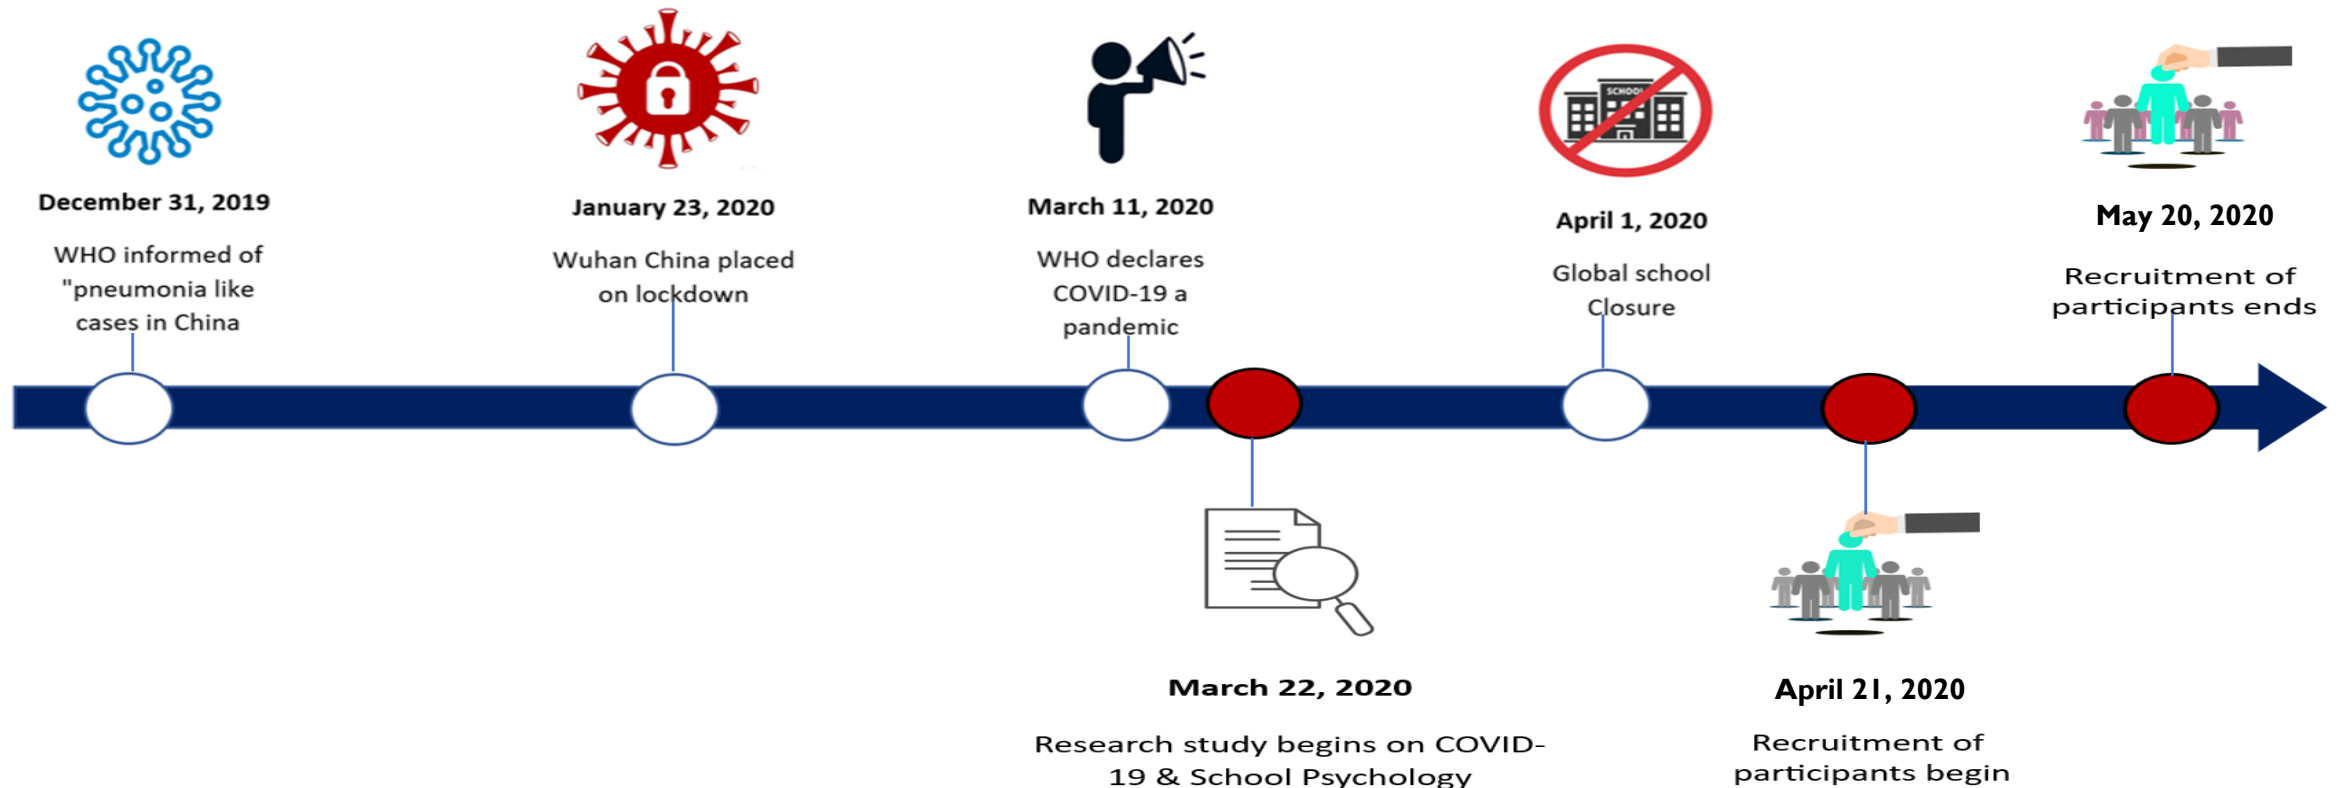 December 31, 2019
WHO informed of
"pneumonia like
cases in China
January 23, 2020
Wuhan China placed
on lockdown
March 11, 2020
WHO declares
COVID-19 a
pandemic
SCHOOL
April 1, 2020
Global school
Closure
May 20, 2020
Recruitment of
participants ends
March 22, 2020
Research study begins on COVID-
19 & School Psychology
April 21, 2020
Recruitment of
participants begin